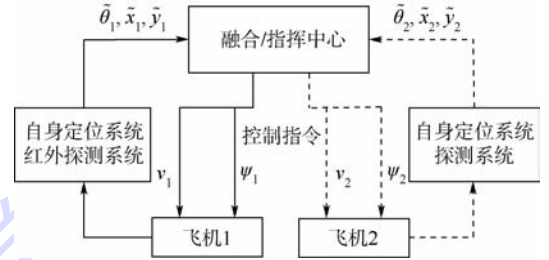 θ̃₁, x̃₁, ỹ₁
θ̃₂, x̃₂, ỹ₂
融合/指挥中心
自身定位系统
红外探测系统
控制指令
自身定位系统
探测系统
v₁
ψ₁
v₂
ψ₂
飞机1
飞机2